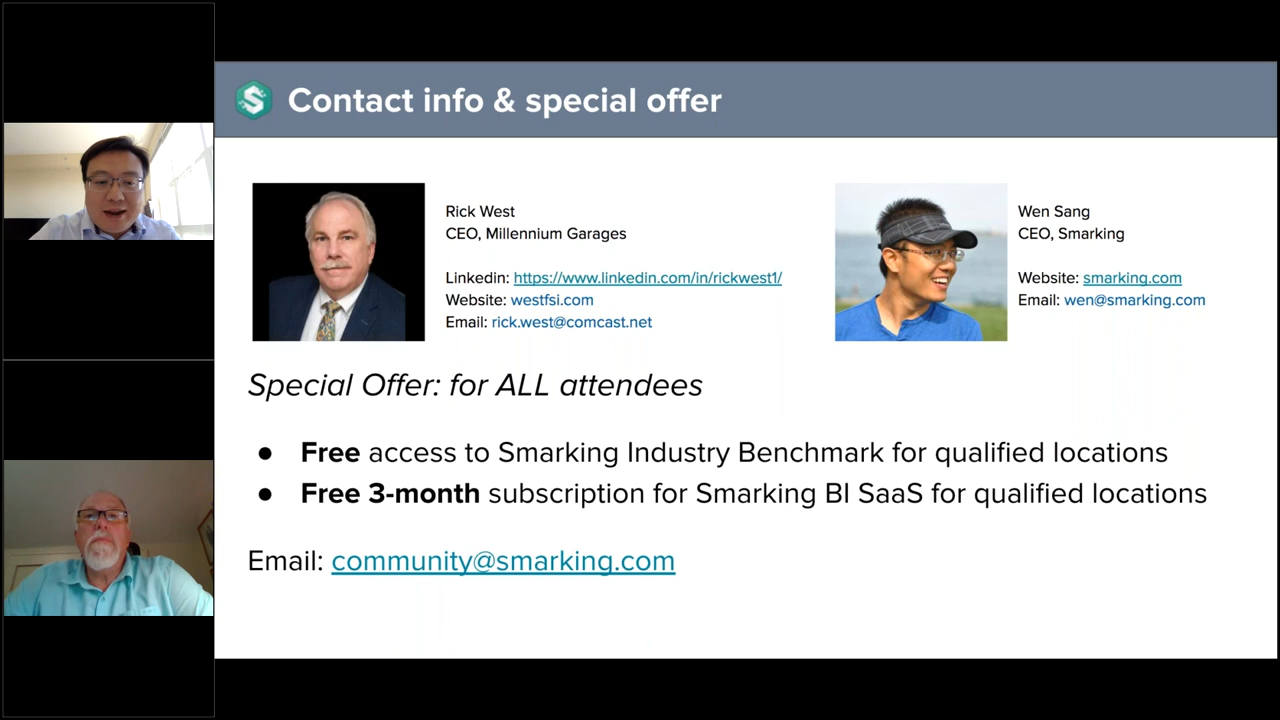 Contact info & special offer
Rick West
CEO, Millennium Garages
Linkedin: https://www.linkedin.com/in/rickwest1/
Website: westfsi.com
Email: rick.west@comcast.net
Wen Sang
CEO, Smarking
Website: smarking.com
Email: wen@smarking.com
Special Offer: for ALL attendees
● Free access to Smarking Industry Benchmark for qualified locations
● Free 3-month subscription for Smarking BI SaaS for qualified locations
Email: community@smarking.com